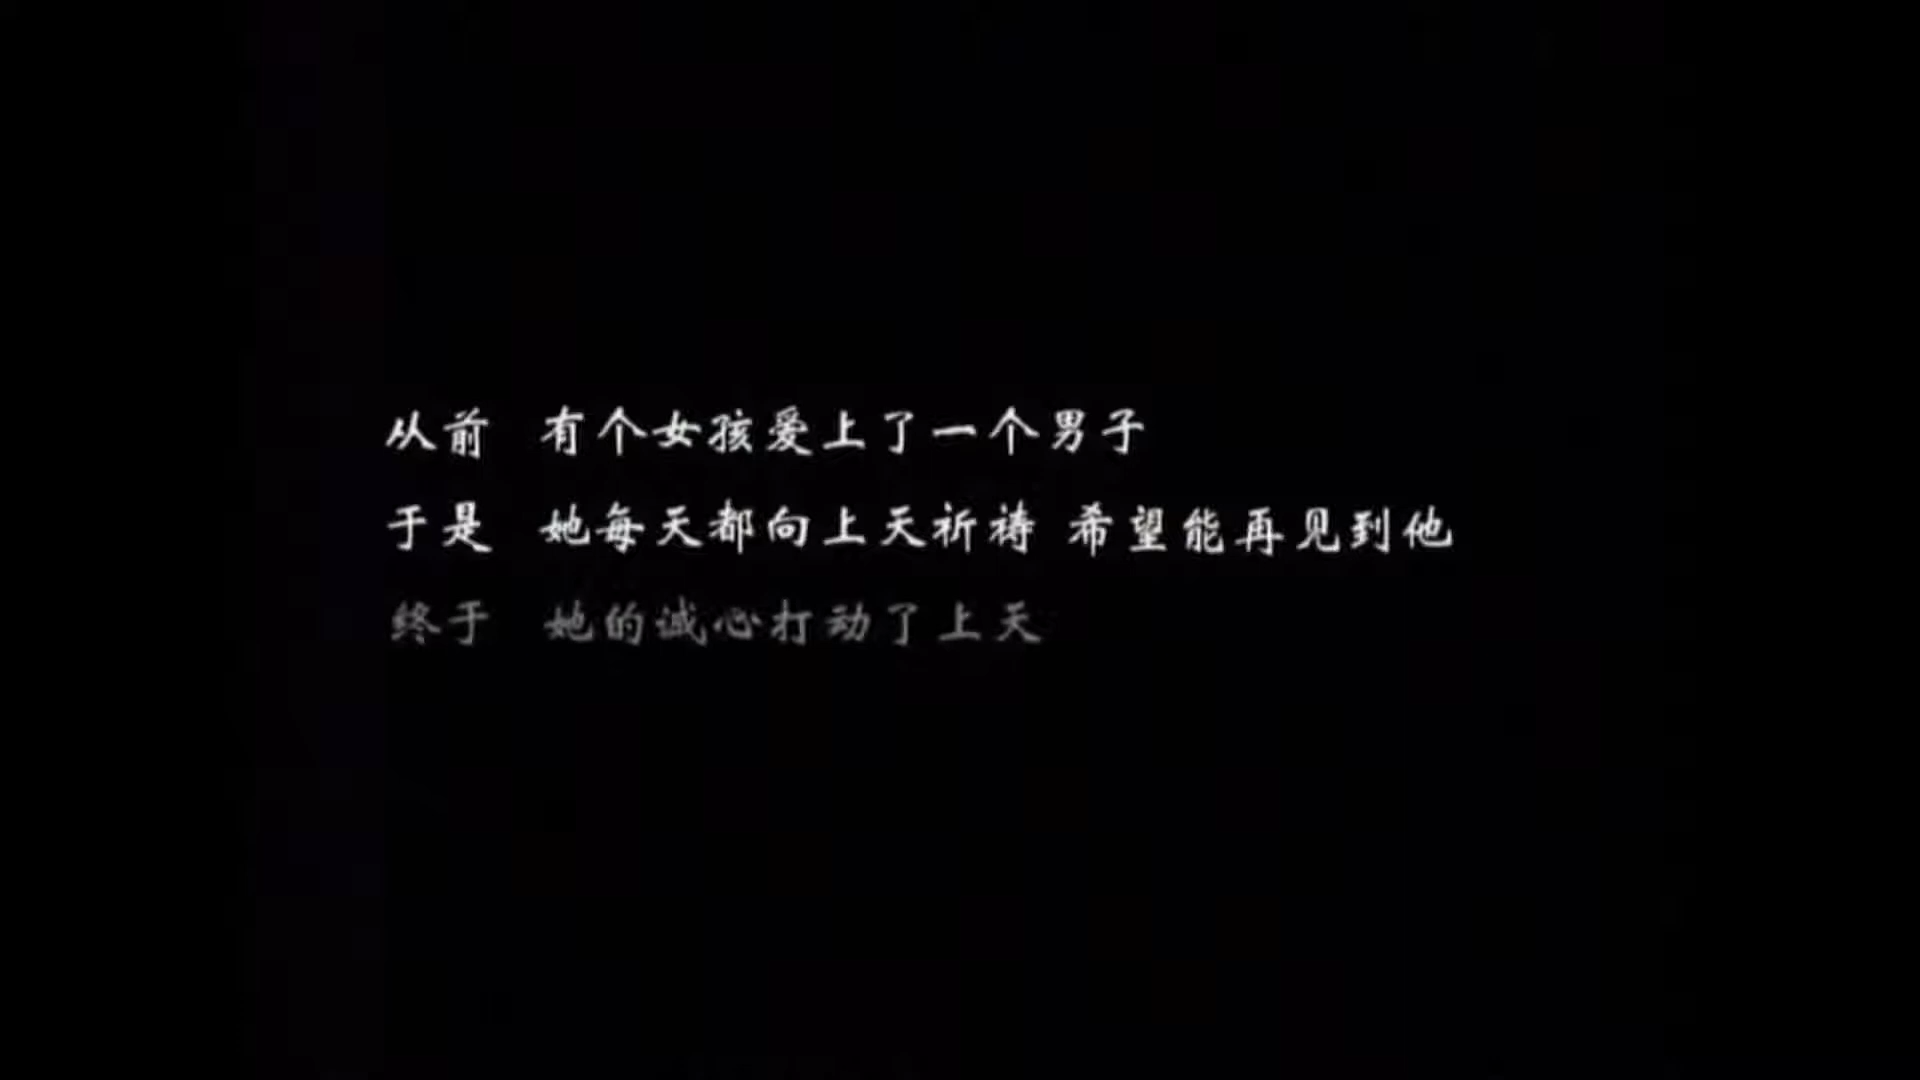 从前 有个女孩爱上了一个男子
于是 她每天都向上天祈祷 希望能再见到他
终于 她的诚心打动了上天